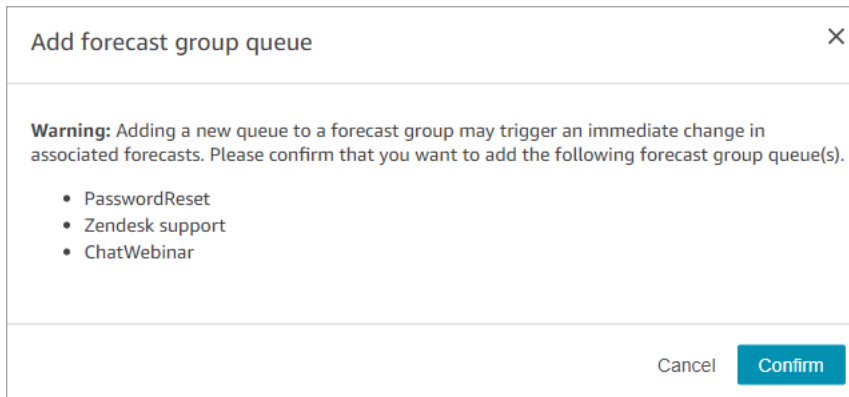 Add forecast group queue
Warning: Adding a new queue to a forecast group may trigger an immediate change in
associated forecasts. Please confirm that you want to add the following forecast group queue(s).
• PasswordReset
• Zendesk support
• ChatWebinar
Cancel Confirm